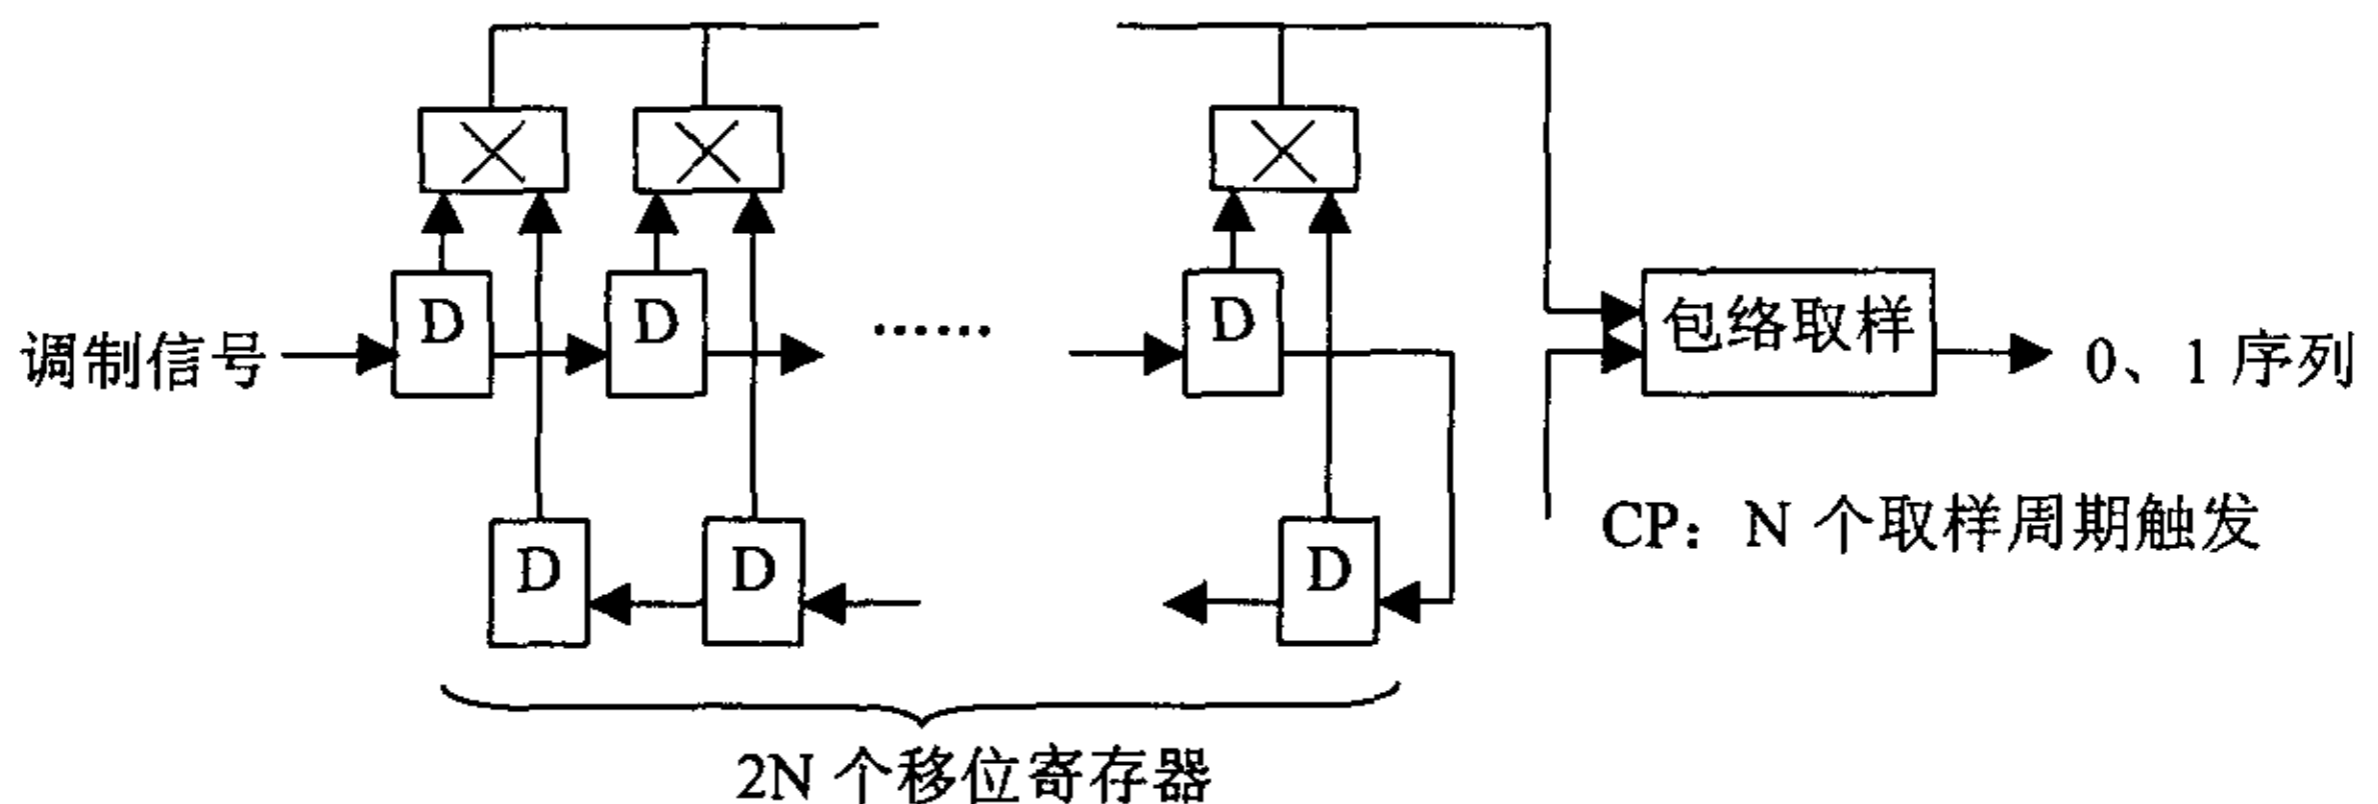 D
D
D
调制信号
……
包络取样
0、1 序列
D
D
D
CP：N 个取样周期触发
2N 个移位寄存器